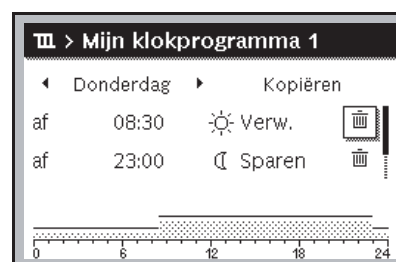 > Mijn klokprogramma 1
Donderdag Kopiëren
af 08:30 Verw.
af 23:00 Sparen
0 6 12 18 24